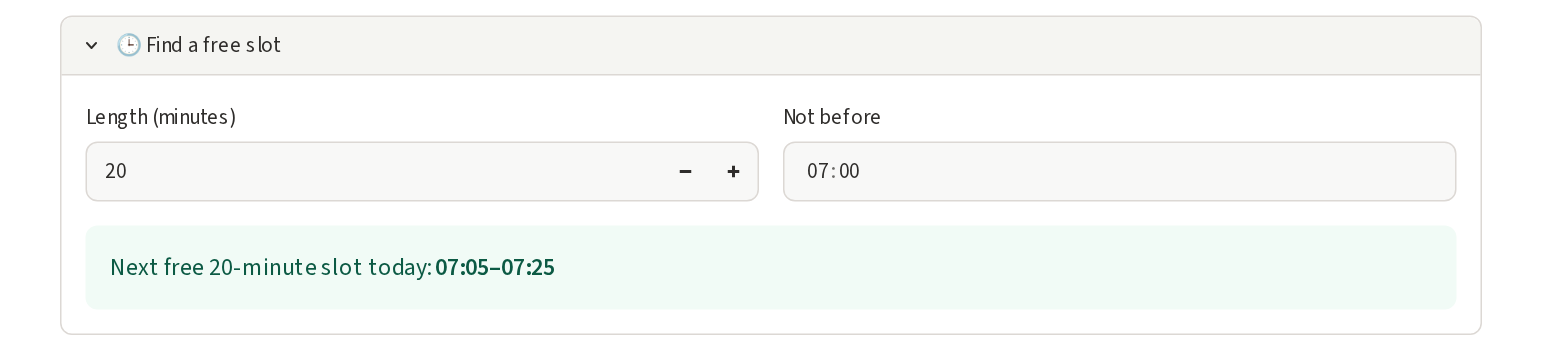 🕒 Find a free slot
Length (minutes)
Not before
20
07:00
Next free 20-minute slot today: 07:05–07:25